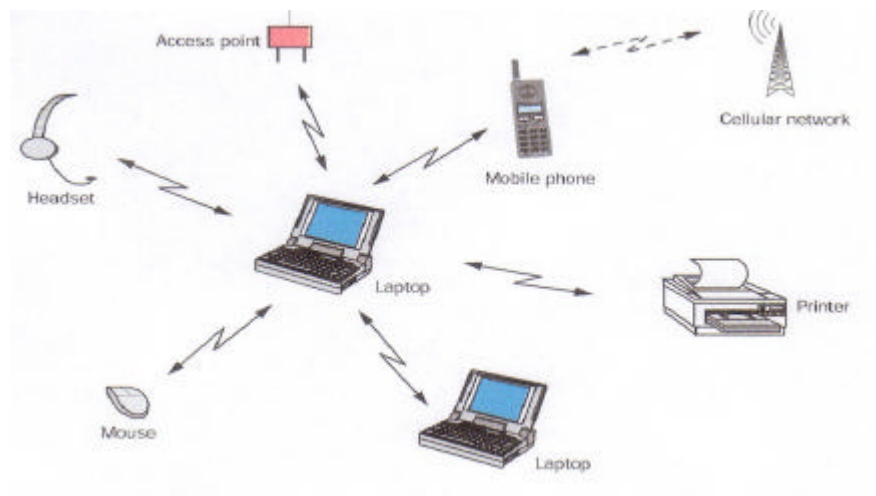 Access point
Cellular network
Mobile phone
Headset
Laptop
Printer
Mouse
Laptop